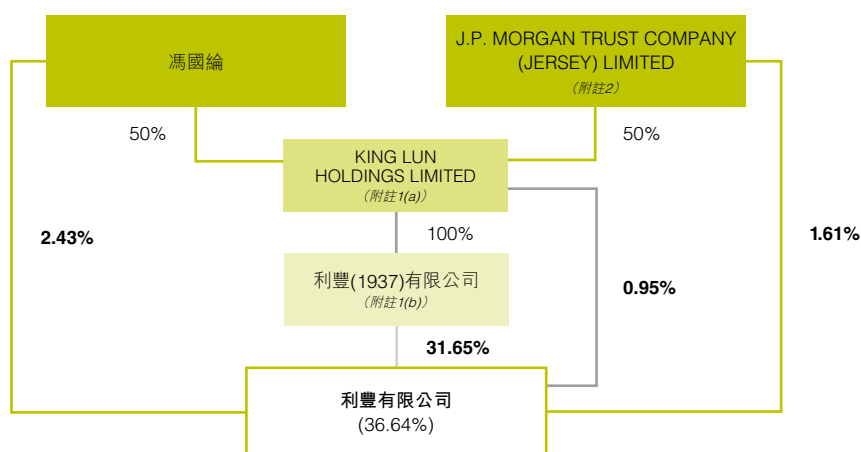 馮國綸
J.P. MORGAN TRUST COMPANY
(JERSEY) LIMITED
（附註2）
50%
50%
KING LUN
HOLDINGS LIMITED
（附註1(a)）
2.43%
100%
1.61%
利豐(1937)有限公司
（附註1(b)）
0.95%
31.65%
利豐有限公司
(36.64%)